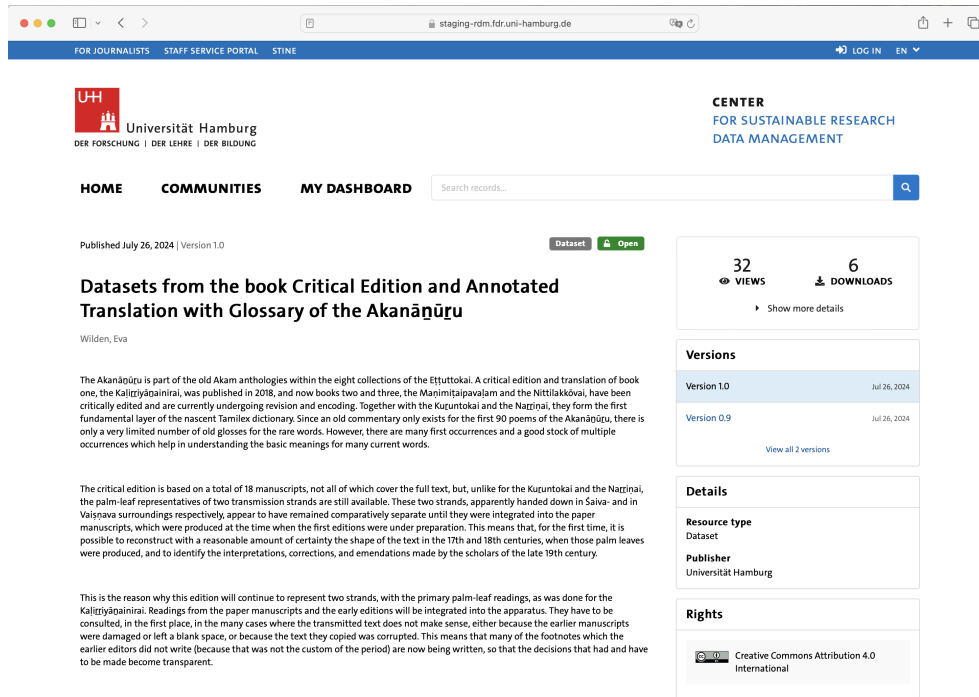 staging-rdm.fdr.uni-hamburg.de
FOR JOURNALISTS STAFF SERVICE PORTAL STINE
LOG IN EN
UHH
Universität Hamburg
DER FORSCHUNG | DER LEHRE | DER BILDUNG
CENTER
FOR SUSTAINABLE RESEARCH
DATA MANAGEMENT
HOME COMMUNITIES MY DASHBOARD
Search records...
Published July 26, 2024 | Version 1.0
Dataset Open
Datasets from the book Critical Edition and Annotated
Translation with Glossary of the Akanāṉūṟu
Wilden, Eva
The Akanāṉūṟu is part of the old Akam anthologies within the eight collections of the Eṭṭuttokai. A critical edition and translation of book
one, the Kaḷiṟṟiyāṉainirai, was published in 2018, and now books two and three, the Maṇimiṭaipavaḷam and the Nittilakkōvai, have been
critically edited and are currently undergoing revision and encoding. Together with the Kuṟuntokai and the Naṟṟiṇai, they form the first
fundamental layer of the nascent Tamilex dictionary. Since an old commentary only exists for the first 90 poems of the Akanāṉūṟu, there is
only a very limited number of old glosses for the rare words. However, there are many first occurrences and a good stock of multiple
occurrences which help in understanding the basic meanings for many current words.
The critical edition is based on a total of 18 manuscripts, not all of which cover the full text, but, unlike for the Kuṟuntokai and the Naṟṟiṇai,
the palm-leaf representatives of two transmission strands are still available. These two strands, apparently handed down in Śaiva- and in
Vaiṣṇava surroundings respectively, appear to have remained comparatively separate until they were integrated into the paper
manuscripts, which were produced at the time when the first editions were under preparation. This means that, for the first time, it is
possible to reconstruct with a reasonable amount of certainty the shape of the text in the 17th and 18th centuries, when those palm leaves
were produced, and to identify the interpretations, corrections, and emendations made by the scholars of the late 19th century.
This is the reason why this edition will continue to represent two strands, with the primary palm-leaf readings, as was done for the
Kaḷiṟṟiyāṉainirai. Readings from the paper manuscripts and the early editions will be integrated into the apparatus. They have to be
consulted, in the first place, in the many cases where the transmitted text does not make sense, either because the earlier manuscripts
were damaged or left a blank space, or because the text they copied was corrupted. This means that many of the footnotes which the
earlier editors did not write (because that was not the custom of the period) are now being written, so that the decisions that had and have
to be made become transparent.
32 6
VIEWS DOWNLOADS
Show more details
Versions
Version 1.0 Jul 26, 2024
Version 0.9 Jul 26, 2024
View all 2 versions
Details
Resource type
Dataset
Publisher
Universität Hamburg
Rights
Creative Commons Attribution 4.0
International